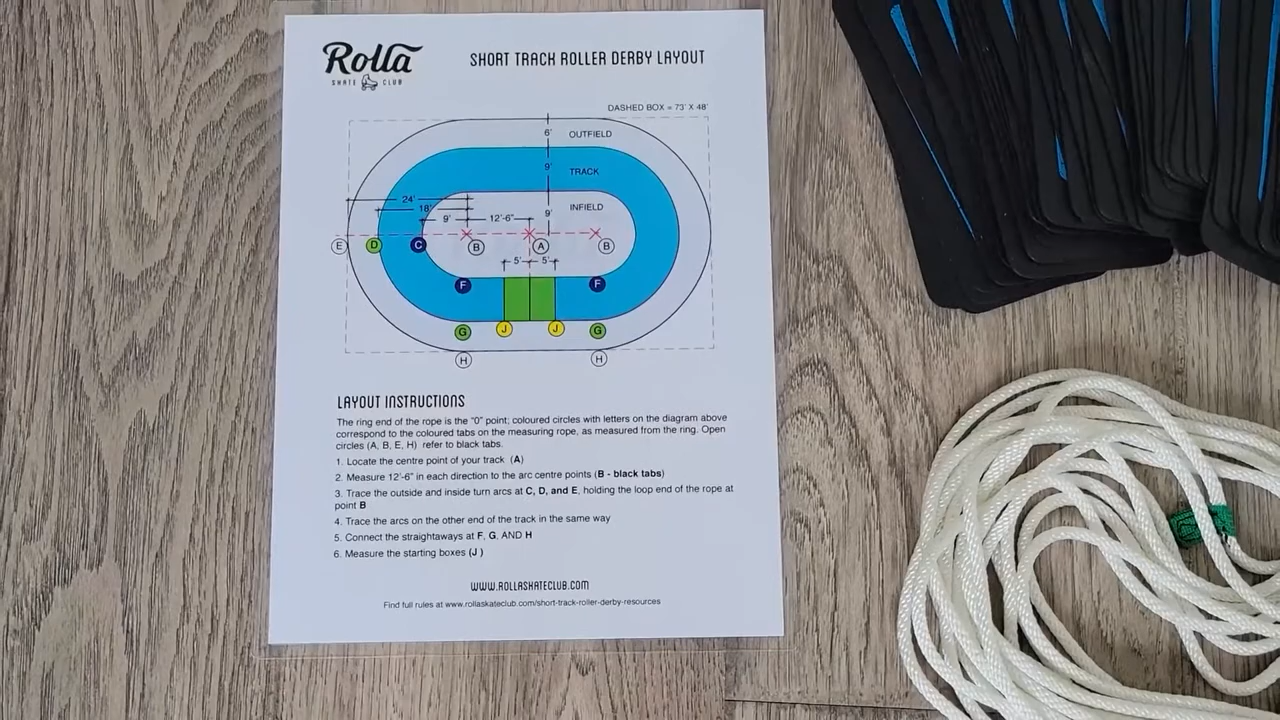 Rolla
SKATE CLUB
SHORT TRACK ROLLER DERBY LAYOUT
DASHED BOX = 73' X 48'
6' OUTFIELD
9' TRACK
24'
18'
INFIELD
9' 12'-6" 9'
E D C B A B
5' 5'
F F
G J J G
H H
LAYOUT INSTRUCTIONS
The ring end of the rope is the "0" point; coloured circles with letters on the diagram above
correspond to the coloured tabs on the measuring rope, as measured from the ring. Open
circles (A, B, E, H) refer to black tabs.
1. Locate the centre point of your track (A)
2. Measure 12'-6" in each direction to the arc centre points (B - black tabs)
3. Trace the outside and inside turn arcs at C, D, and E, holding the loop end of the rope at
point B
4. Trace the arcs on the other end of the track in the same way
5. Connect the straightaways at F, G, AND H
6. Measure the starting boxes (J )
WWW.ROLLASKATECLUB.COM
Find full rules at www.rollaskateclub.com/short-track-roller-derby-resources